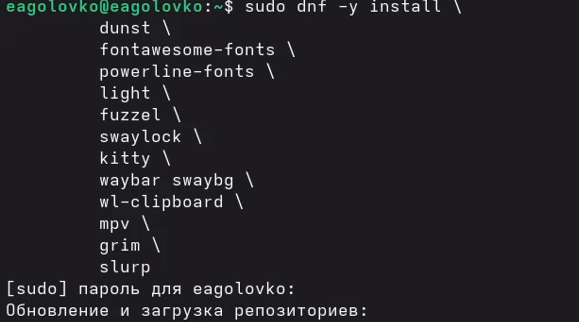 eagolovko@eagolovko:~$ sudo dnf -y install \
dunst \
fontawesome-fonts \
powerline-fonts \
light \
fuzzel \
swaylock \
kitty \
waybar swaybg \
wl-clipboard \
mpv \
grim \
slurp
[sudo] пароль для eagolovko:
Обновление и загрузка репозиториев: